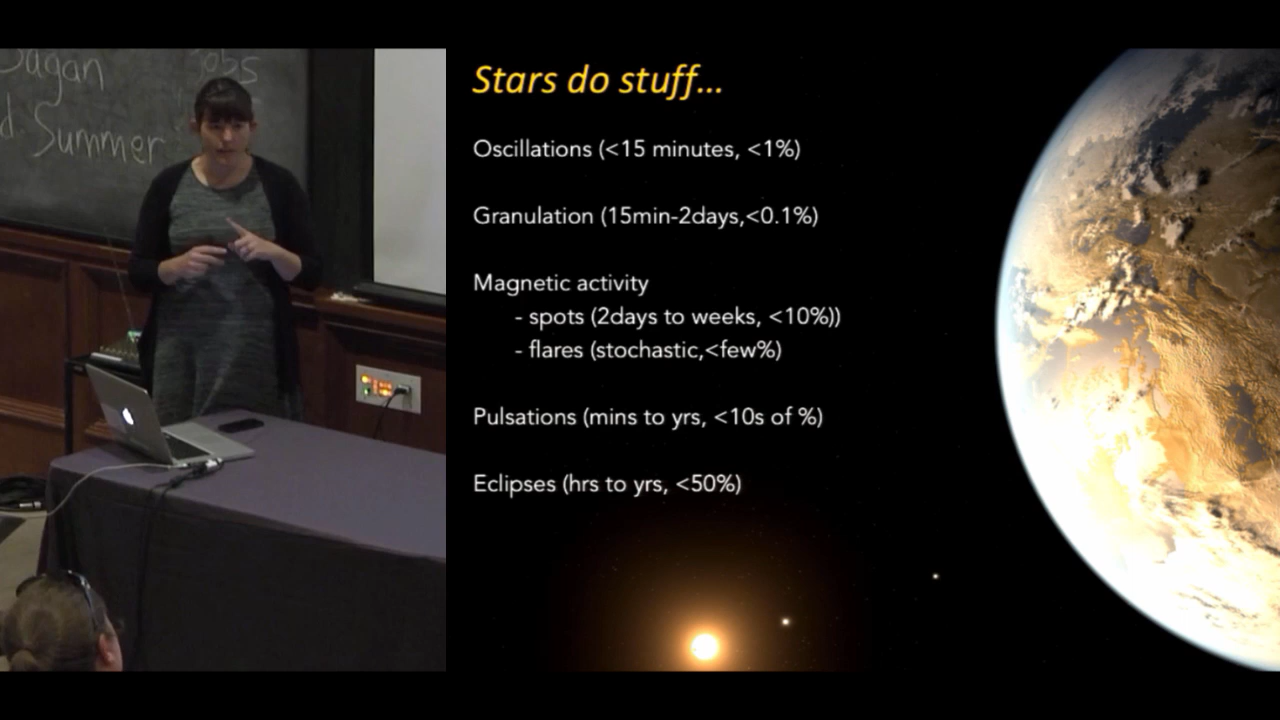 Sagan Jobs
d Summer
Stars do stuff...
Oscillations (<15 minutes, <1%)
Granulation (15min-2days,<0.1%)
Magnetic activity
- spots (2days to weeks, <10%))
- flares (stochastic,<few%)
Pulsations (mins to yrs, <10s of %)
Eclipses (hrs to yrs, <50%)